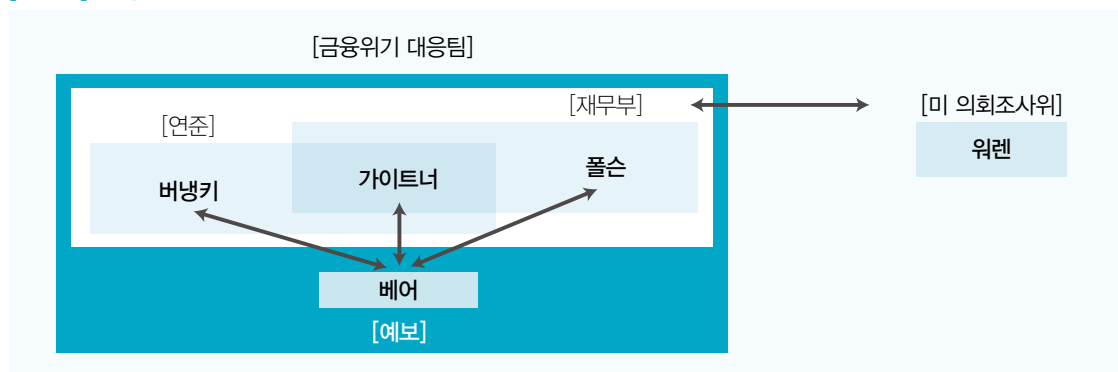 [금융위기 대응팀]
[재무부]
[미 의회조사위]
[연준]
워렌
폴슨
가이트너
버냉키
베어
[예보]